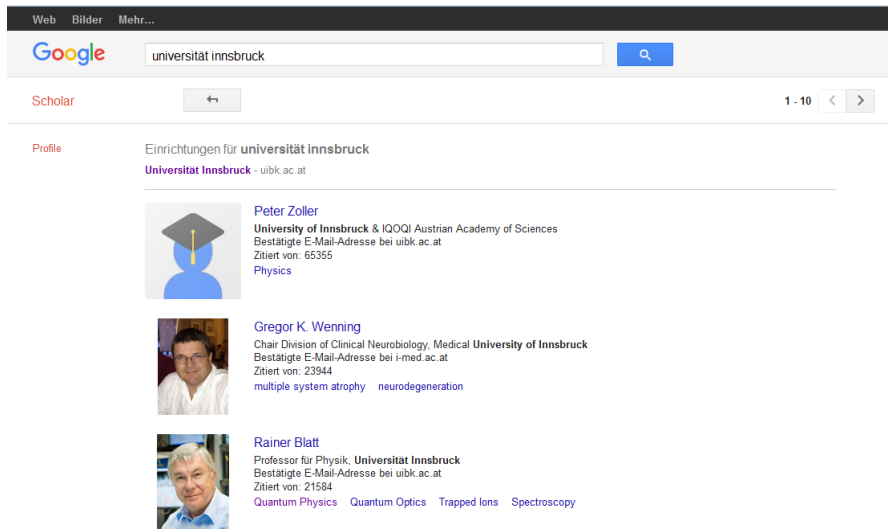 Web Bilder Mehr...
Google universität innsbruck
Scholar 1 - 10
Profile Einrichtungen für universität innsbruck
Universität Innsbruck - uibk.ac.at
Peter Zoller
University of Innsbruck & IQOQI Austrian Academy of Sciences
Bestätigte E-Mail-Adresse bei uibk.ac.at
Zitiert von: 65355
Physics
Gregor K. Wenning
Chair Division of Clinical Neurobiology, Medical University of Innsbruck
Bestätigte E-Mail-Adresse bei i-med.ac.at
Zitiert von: 23944
multiple system atrophy neurodegeneration
Rainer Blatt
Professor für Physik, Universität Innsbruck
Bestätigte E-Mail-Adresse bei uibk.ac.at
Zitiert von: 21584
Quantum Physics Quantum Optics Trapped Ions Spectroscopy